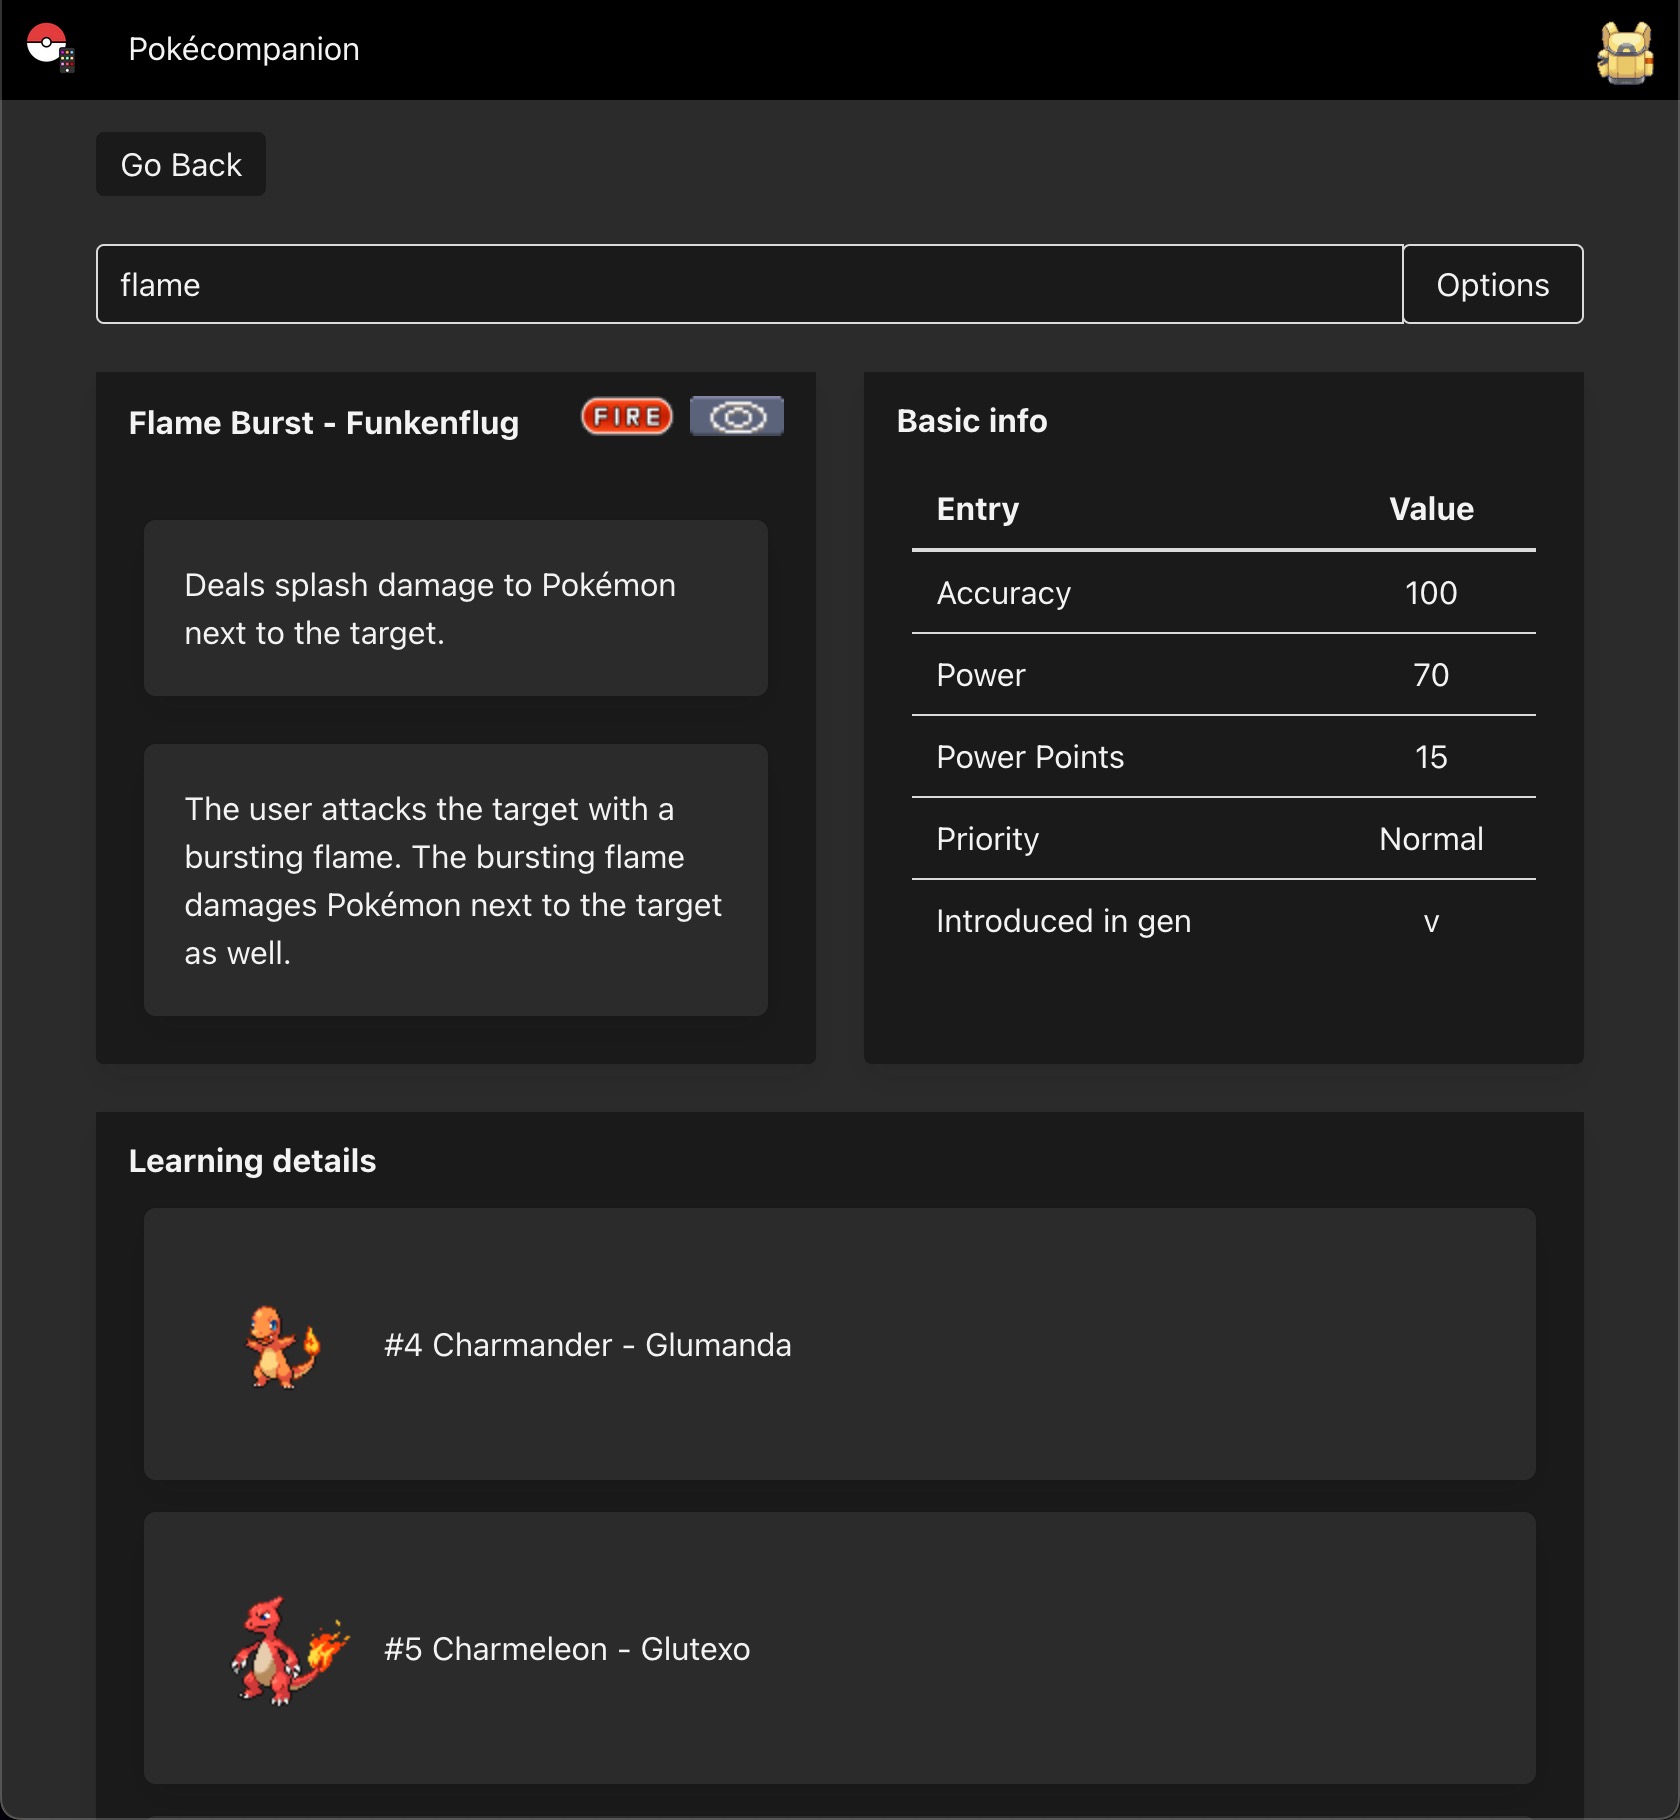 Pokécompanion
Go Back
flame
Options
Flame Burst - Funkenflug
FIRE
Deals splash damage to Pokémon
next to the target.
The user attacks the target with a
bursting flame. The bursting flame
damages Pokémon next to the target
as well.
Basic info
Entry Value
Accuracy 100
Power 70
Power Points 15
Priority Normal
Introduced in gen v
Learning details
#4 Charmander - Glumanda
#5 Charmeleon - Glutexo